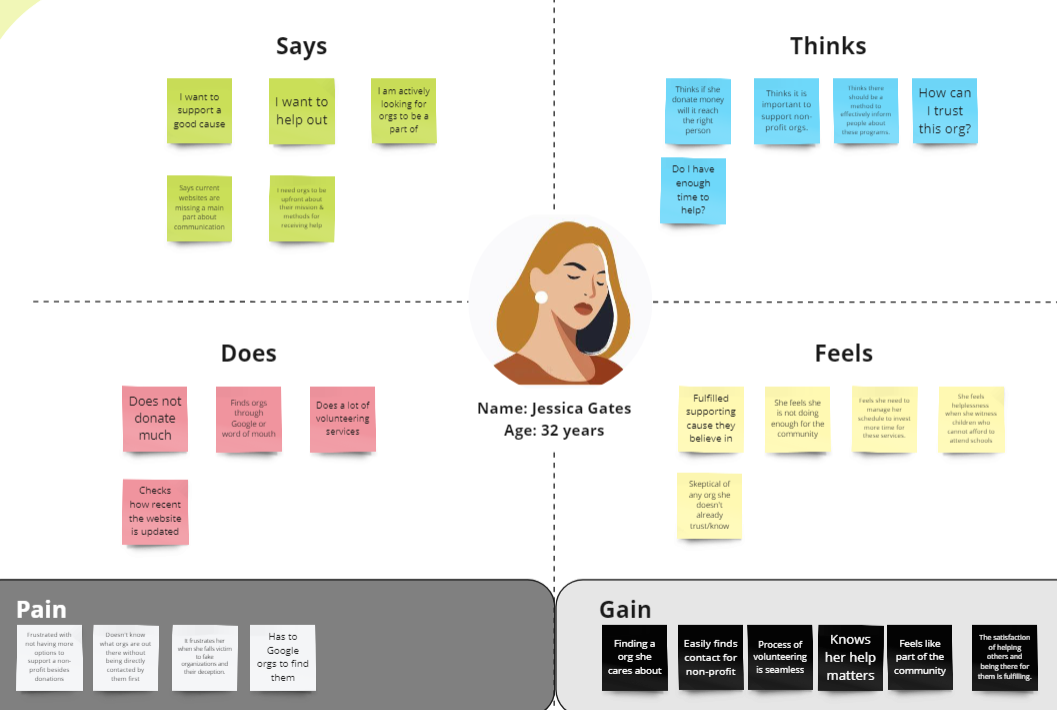 Says
I want to
support a
good cause
I want to
help out
I am actively
looking for
orgs to be a
part of
Says current
websites are
missing a main
part about
communication
I need orgs to be
upfront about
their mission &
methods for
receiving help
Thinks
Thinks if she
donate money
will it reach
the right
person
Thinks it is
important to
support non-
profit orgs.
Thinks there
should be a
method to
effectively inform
people about
these programs.
How can
I trust
this org?
Do I have
enough
time to
help?
Name: Jessica Gates
Age: 32 years
Does
Does not
donate
much
Finds orgs
through
Google or
word of mouth
Does a lot of
volunteering
services
Checks
how recent
the website
is updated
Feels
Fulfilled
supporting
cause they
believe in
She feels she
is not doing
enough for the
community
Feels she need to
manage her
schedule to invest
more time for
these services.
She feels
helplessness
when she witness
children who
cannot afford to
attend schools
Skeptical of
any org she
doesn't
already
trust/know
Pain
Frustrated with
not having more
options to
support a non-
profit besides
donations
Doesn't know
what orgs are out
there without
being directly
contacted by
them first
It frustrates her
when she falls victim
to fake
organizations and
their deception.
Has to
Google
orgs to find
them
Gain
Finding a
org she
cares about
Easily finds
contact for
non-profit
Process of
volunteering
is seamless
Knows
her help
matters
Feels like
part of the
community
The satisfaction
of helping
others and
being there for
them is fulfilling.